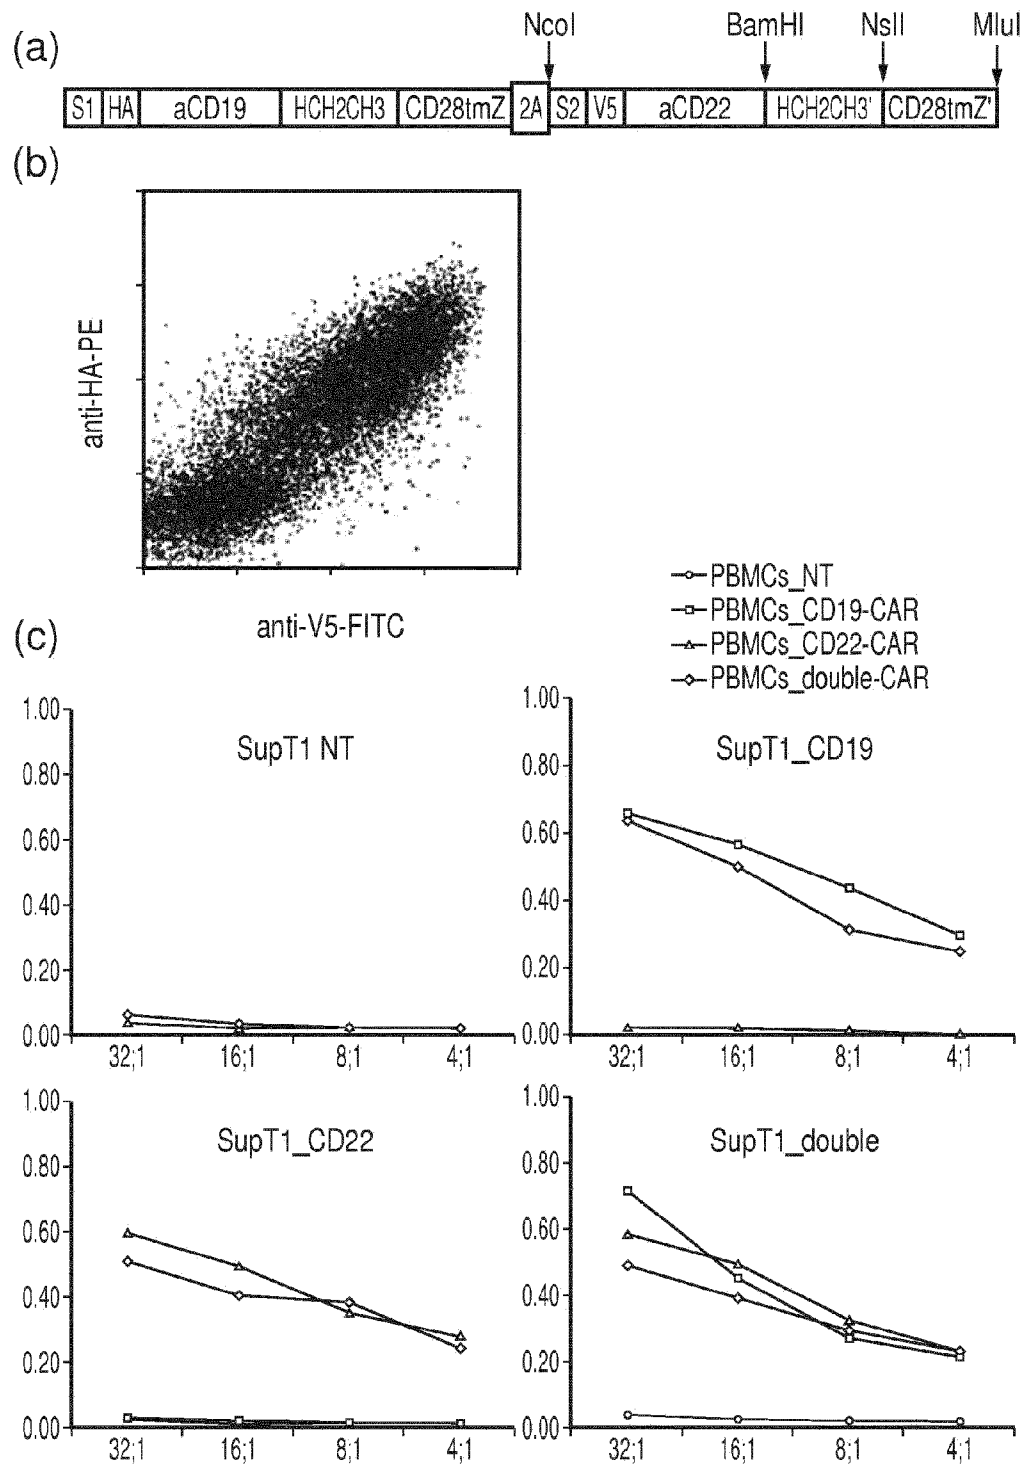 (a)
NcoI BamHI NsII MluI
S1 HA aCD19 HCH2CH3 CD28tmZ 2A S2 V5 aCD22 HCH2CH3' CD28tmZ'
(b)
anti-HA-PE
anti-V5-FITC
(c)
PBMCs_NT
PBMCs_CD19-CAR
PBMCs_CD22-CAR
PBMCs_double-CAR
SupT1 NT
1.00
0.80
0.60
0.40
0.20
0.00
32;1 16;1 8;1 4;1
SupT1_CD19
1.00
0.80
0.60
0.40
0.20
0.00
32;1 16;1 8;1 4;1
SupT1_CD22
1.00
0.80
0.60
0.40
0.20
0.00
32;1 16;1 8;1 4;1
SupT1_double
1.00
0.80
0.60
0.40
0.20
0.00
32;1 16;1 8;1 4;1